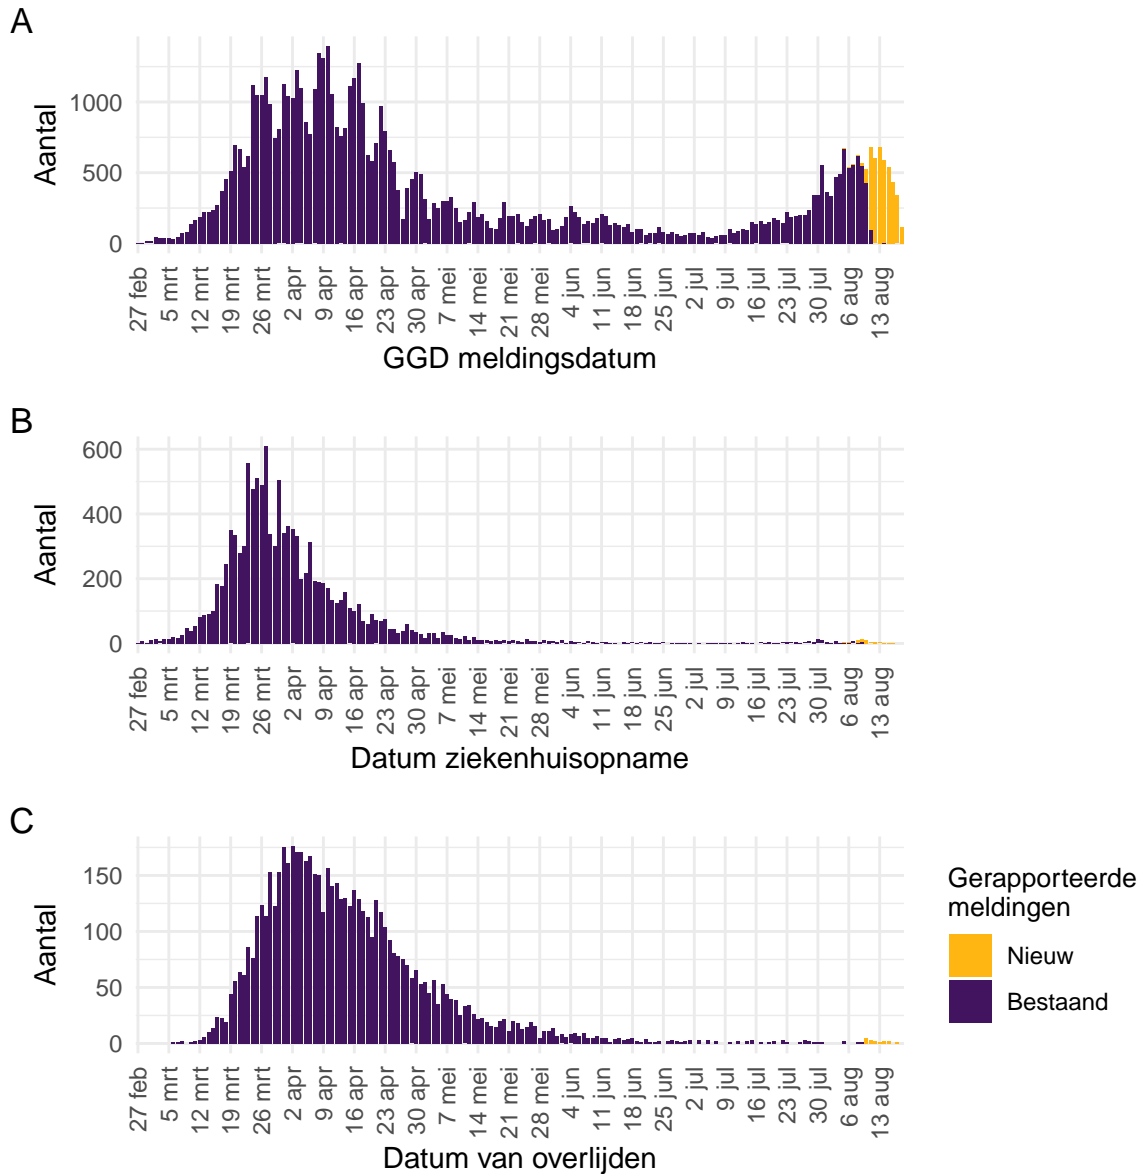 A
Aantal
1000
500
0
27 feb
5 mrt
12 mrt
19 mrt
26 mrt
2 apr
9 apr
16 apr
23 apr
30 apr
7 mei
14 mei
21 mei
28 mei
4 jun
11 jun
18 jun
25 jun
2 jul
9 jul
16 jul
23 jul
30 jul
6 aug
13 aug
GGD meldingsdatum
B
Aantal
600
400
200
0
27 feb
5 mrt
12 mrt
19 mrt
26 mrt
2 apr
9 apr
16 apr
23 apr
30 apr
7 mei
14 mei
21 mei
28 mei
4 jun
11 jun
18 jun
25 jun
2 jul
9 jul
16 jul
23 jul
30 jul
6 aug
13 aug
Datum ziekenhuisopname
C
Aantal
150
100
50
0
27 feb
5 mrt
12 mrt
19 mrt
26 mrt
2 apr
9 apr
16 apr
23 apr
30 apr
7 mei
14 mei
21 mei
28 mei
4 jun
11 jun
18 jun
25 jun
2 jul
9 jul
16 jul
23 jul
30 jul
6 aug
13 aug
Datum van overlijden
Gerapporteerde
meldingen
Nieuw
Bestaand